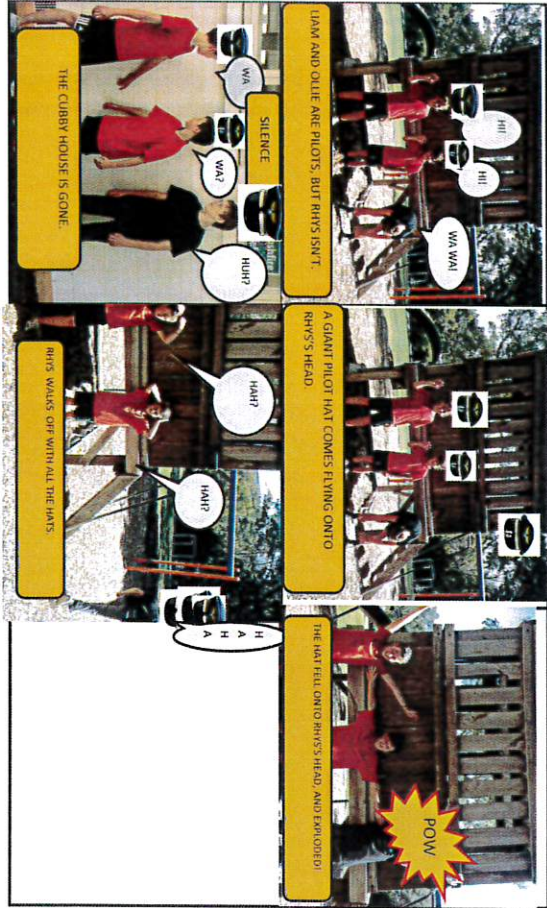 HI!
HI!
WA WA!
LIAM AND OLLIE ARE PILOTS, BUT RHYS ISN'T.
A GIANT PILOT HAT COMES FLYING ONTO
RHYS'S HEAD.
POW
THE HAT FELL ONTO RHYS'S HEAD, AND EXPLODED!
SILENCE
WA
WA?
HUH?
THE CUBBY HOUSE IS GONE.
HAH?
HAH?
H
A
H
A
RHYS WALKS OFF WITH ALL THE HATS.